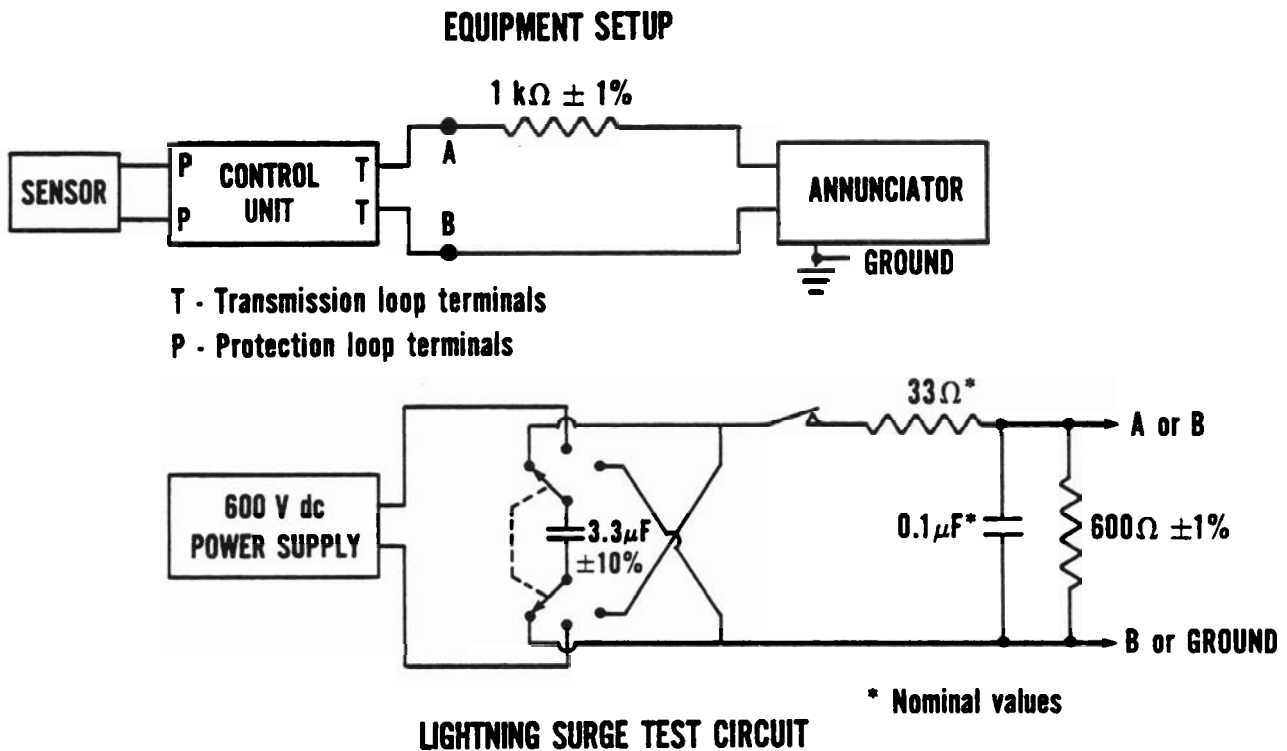 EQUIPMENT SETUP
1 kΩ ± 1%
SENSOR
P
P
CONTROL
UNIT
T
T
A
B
ANNUNCIATOR
GROUND
T - Transmission loop terminals
P - Protection loop terminals
600 V dc
POWER SUPPLY
3.3μF
±10%
33Ω*
0.1μF*
600Ω ±1%
A or B
B or GROUND
* Nominal values
LIGHTNING SURGE TEST CIRCUIT